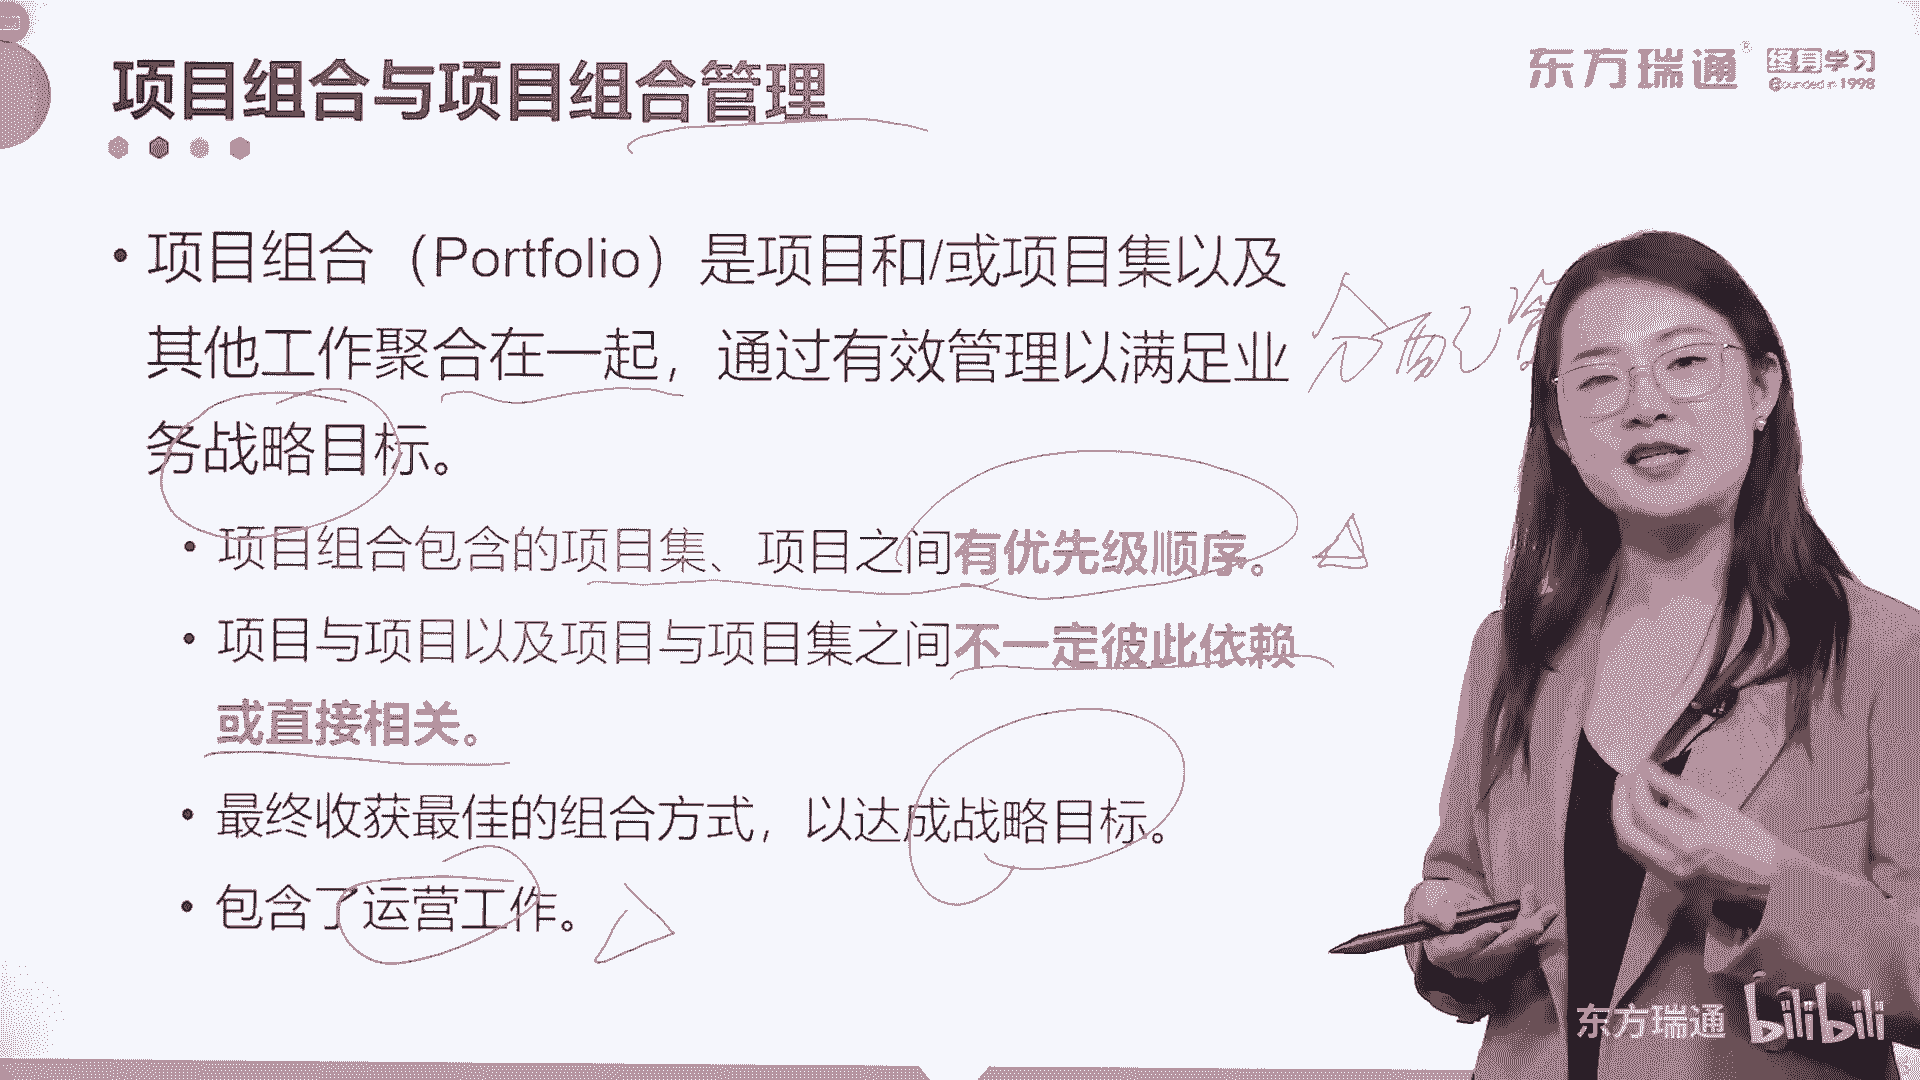 项目组合与项目组合管理
东方瑞通®
终身学习
founded in 1998
• 项目组合（Portfolio）是项目和/或项目集以及
其他工作聚合在一起，通过有效管理以满足业
务战略目标。
分配资
• 项目组合包含的项目集、项目之间有优先级顺序。
• 项目与项目以及项目与项目集之间不一定彼此依赖
或直接相关。
• 最终收获最佳的组合方式，以达成战略目标。
• 包含了运营工作。
东方瑞通
bilibili